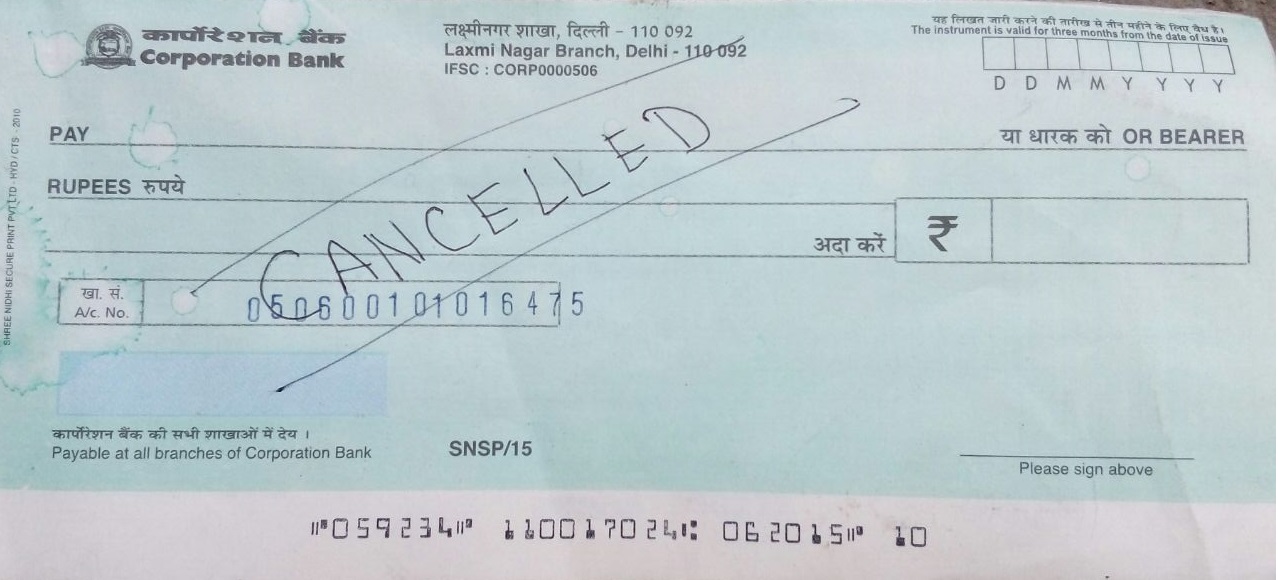 कार्पोरेशन बैंक
Corporation Bank
लक्ष्मीनगर शाखा, दिल्ली - 110 092
Laxmi Nagar Branch, Delhi - 110 092
IFSC : CORP0000506
यह लिखत जारी करने की तारीख से तीन महीने के लिए वैध है।
The instrument is valid for three months from the date of issue
D D M M Y Y Y Y
PAY
या धारक को OR BEARER
RUPEES रुपये
CANCELLED
अदा करें ₹
खा. सं.
A/c. No.
050600101016475
SHREE NIDHI SECURE PRINT PVT LTD - HYD / CTS - 2010
कार्पोरेशन बैंक की सभी शाखाओं में देय ।
Payable at all branches of Corporation Bank
SNSP/15
Please sign above
⑈059234⑈ 110017024⑆ 062015⑈ 10